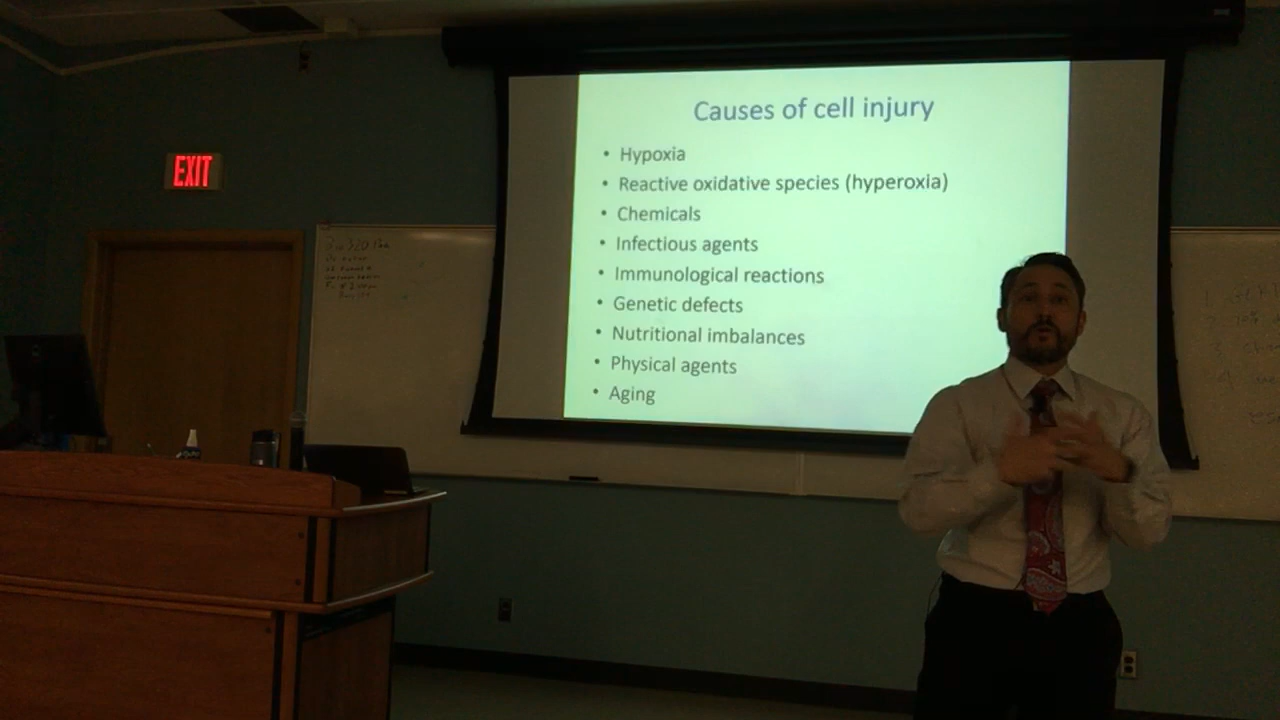 EXIT
Causes of cell injury
• Hypoxia
• Reactive oxidative species (hyperoxia)
• Chemicals
• Infectious agents
• Immunological reactions
• Genetic defects
• Nutritional imbalances
• Physical agents
• Aging